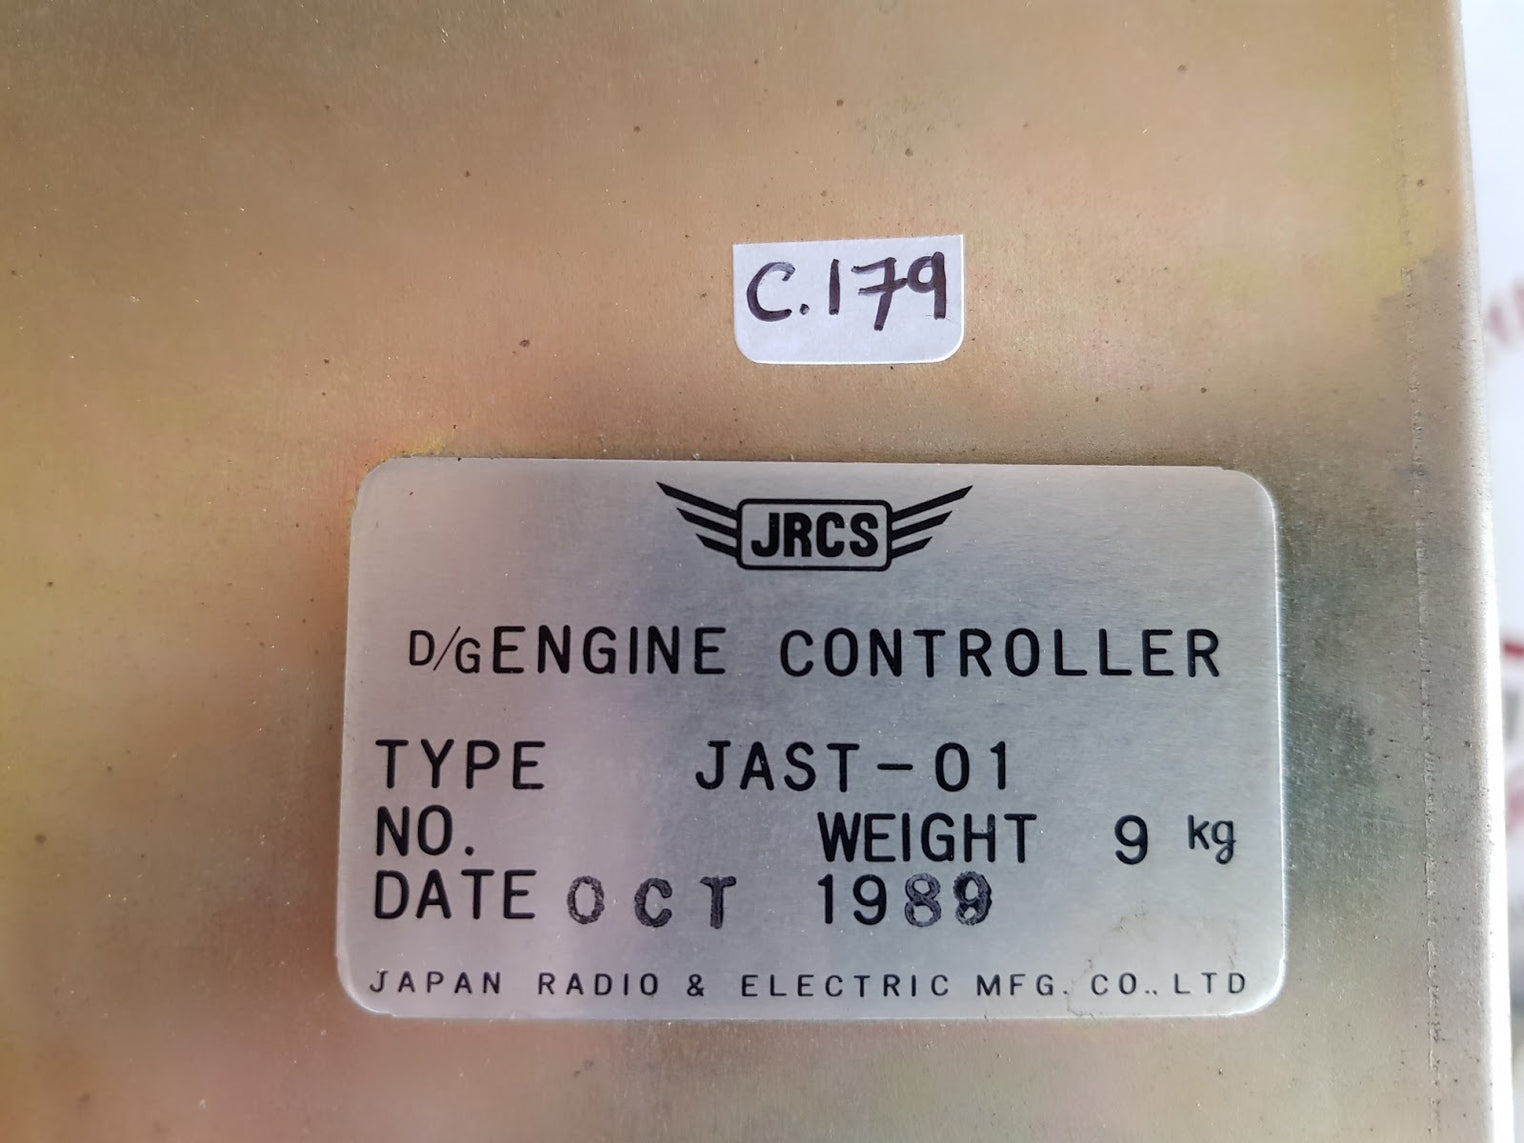 C.179
JRCS
D/G ENGINE CONTROLLER
TYPE JAST-01
NO. WEIGHT 9 kg
DATE OCT 1989
JAPAN RADIO & ELECTRIC MFG. CO., LTD